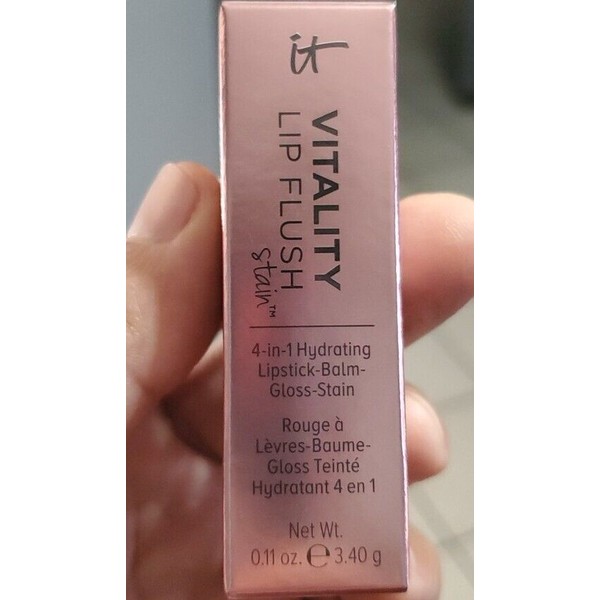 it
VITALITY
LIP FLUSH
stain™
4-in-1 Hydrating
Lipstick-Balm-
Gloss-Stain
Rouge à
Lèvres-Baume-
Gloss Teinté
Hydratant 4 en 1
Net Wt.
0.11 oz. ℮ 3.40 g